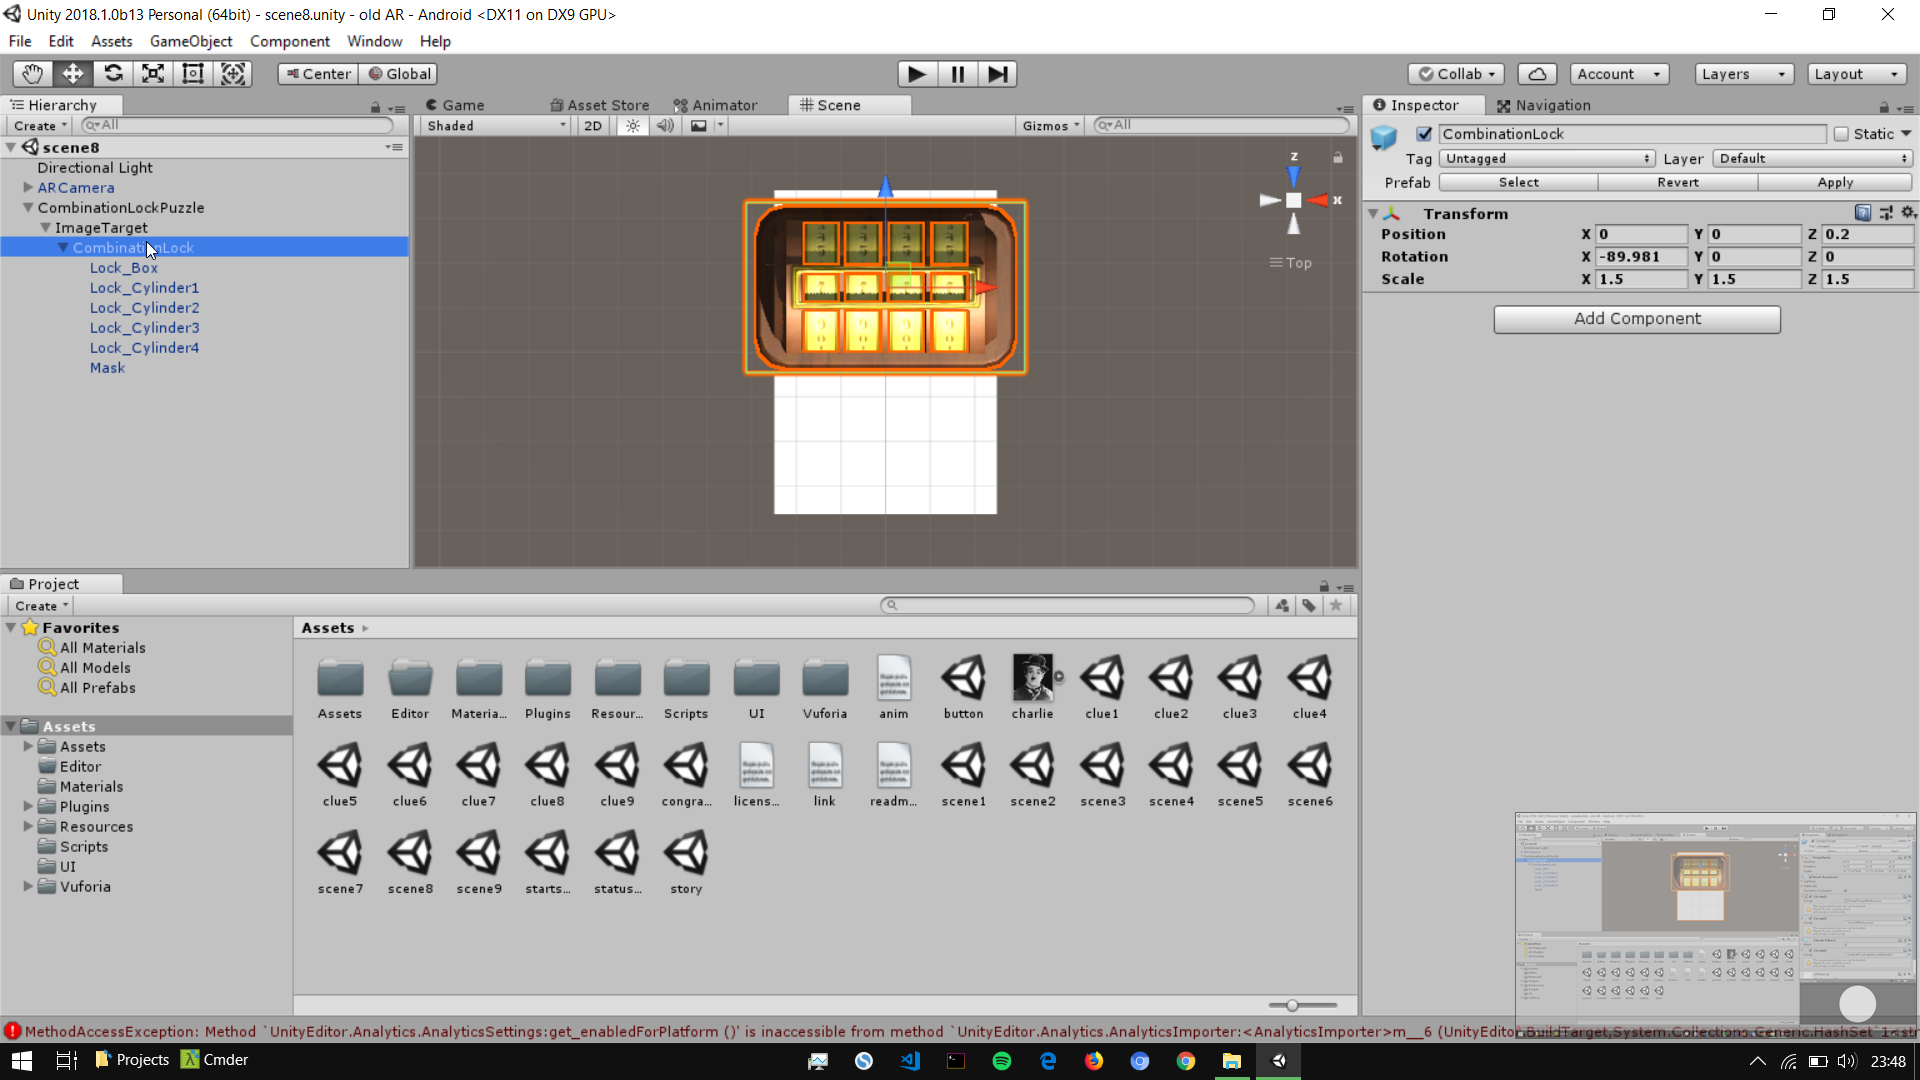 Unity 2018.1.0b13 Personal (64bit) - scene8.unity - old AR - Android <DX11 on DX9 GPU>
File Edit Assets GameObject Component Window Help
Center Global Collab Account Layers Layout
Hierarchy Game Asset Store Animator Scene Inspector Navigation
Create All Shaded 2D Gizmos All
scene8
Directional Light
ARCamera
CombinationLockPuzzle
ImageTarget
CombinationLock
Lock_Box
Lock_Cylinder1
Lock_Cylinder2
Lock_Cylinder3
Lock_Cylinder4
Mask
z
x
Top
CombinationLock Static
Tag Untagged Layer Default
Prefab Select Revert Apply
Transform
Position X 0 Y 0 Z 0.2
Rotation X -89.981 Y 0 Z 0
Scale X 1.5 Y 1.5 Z 1.5
Add Component
Project
Create
Favorites
All Materials
All Models
All Prefabs
Assets
Assets
Editor
Materials
Plugins
Resources
Scripts
UI
Vuforia
Assets
Assets Editor Materia... Plugins Resour... Scripts UI Vuforia anim button charlie clue1 clue2 clue3 clue4
clue5 clue6 clue7 clue8 clue9 congra... licens... link readm... scene1 scene2 scene3 scene4 scene5 scene6
scene7 scene8 scene9 starts... status... story
MethodAccessException: Method `UnityEditor.Analytics.AnalyticsSettings:get_enabledForPlatform ()' is inaccessible from method `UnityEditor.Analytics.AnalyticsImporter:<AnalyticsImporter>m__6 (UnityEditor.BuildTarget,System.Collections.Generic.HashSet`1<str
Projects Cmder 23:48